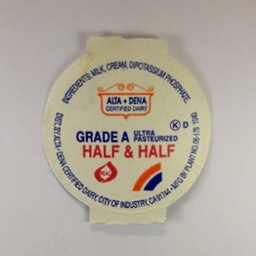 INGREDIENTS: MILK, CREAM, DIPOTASSIUM PHOSPHATE.
ALTA • DENA
CERTIFIED DAIRY
K D
GRADE A ULTRA PASTEURIZED
HALF & HALF
REAL
DIST. BY ALTA - DENA CERTIFIED DAIRY, CITY OF INDUSTRY, CA 91744 • MFG BY PLANT NO. 06-176